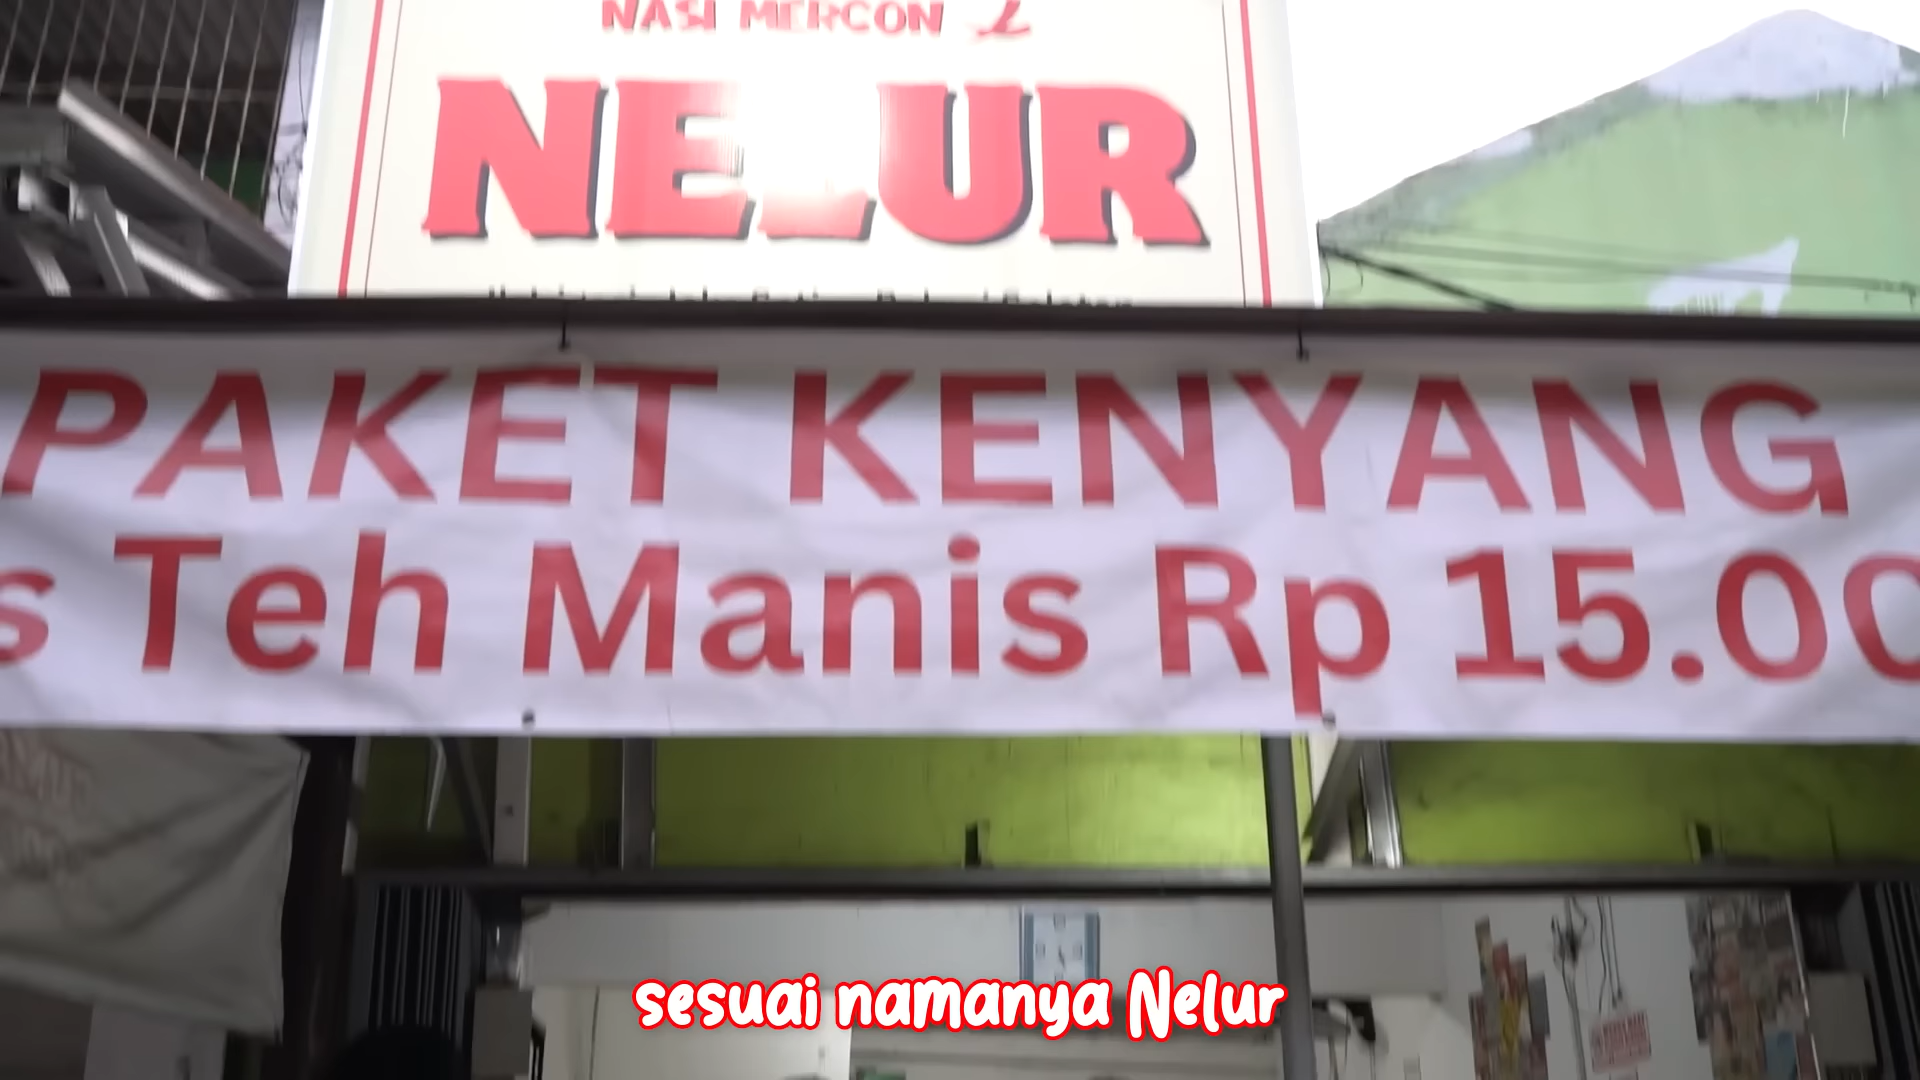 NASI MERCON
NELUR
PAKET KENYANG
s Teh Manis Rp 15.00
sesuai namanya Nelur